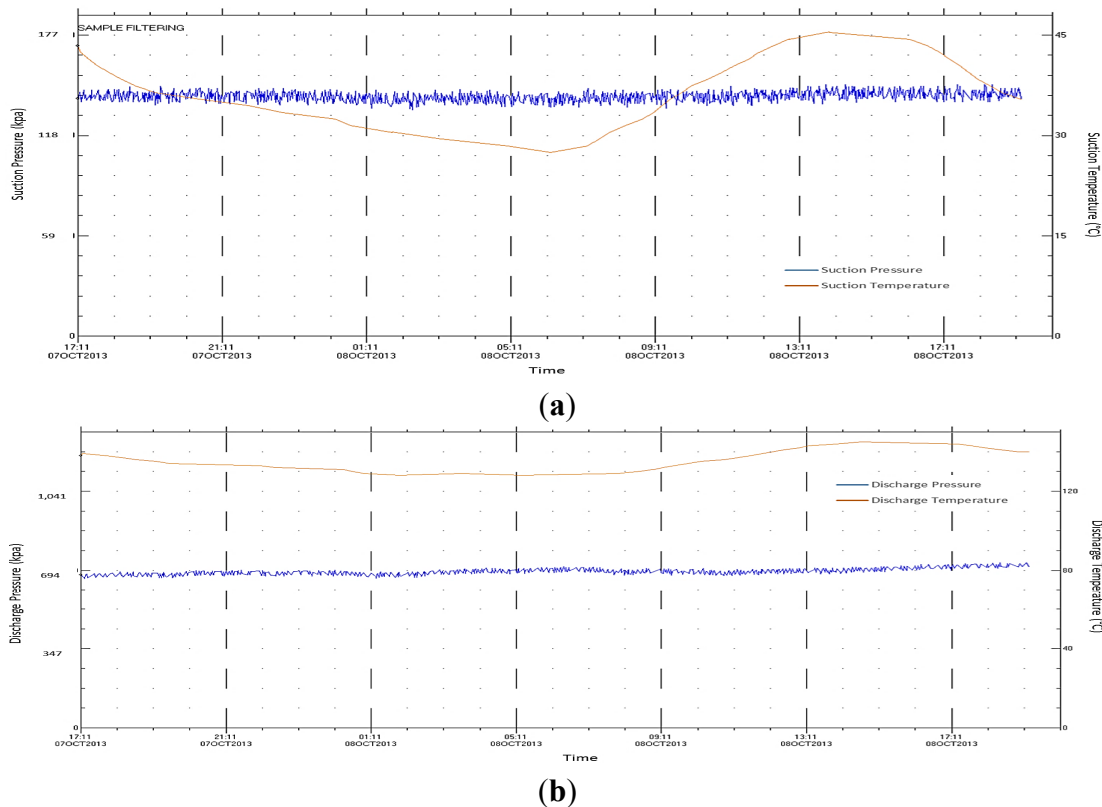 SAMPLE FILTERING
177
118
59
0
Suction Pressure (kpa)
45
30
15
0
Suction Temperature (°C)
Suction Pressure
Suction Temperature
17:11 21:11 01:11 05:11 09:11 13:11 17:11
07OCT2013 07OCT2013 08OCT2013 08OCT2013 08OCT2013 08OCT2013 08OCT2013
Time
(a)
1,041
694
347
0
Discharge Pressure (kpa)
120
80
40
0
Discharge Temperature (°C)
Discharge Pressure
Discharge Temperature
17:11 21:11 01:11 05:11 09:11 13:11 17:11
07OCT2013 07OCT2013 08OCT2013 08OCT2013 08OCT2013 08OCT2013 08OCT2013
Time
(b)